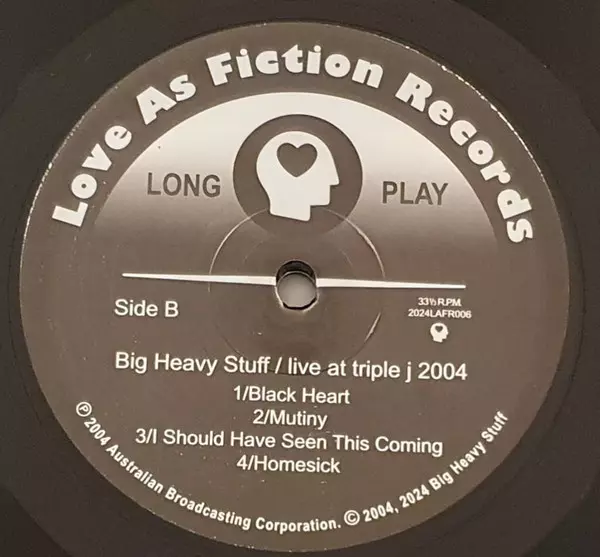 Love As Fiction Records
LONG PLAY
Side B
33⅓ R.P.M.
2024LAFR006
Big Heavy Stuff / live at triple j 2004
1/Black Heart
2/Mutiny
3/I Should Have Seen This Coming
4/Homesick
℗ 2004 Australian Broadcasting Corporation. © 2004, 2024 Big Heavy Stuff